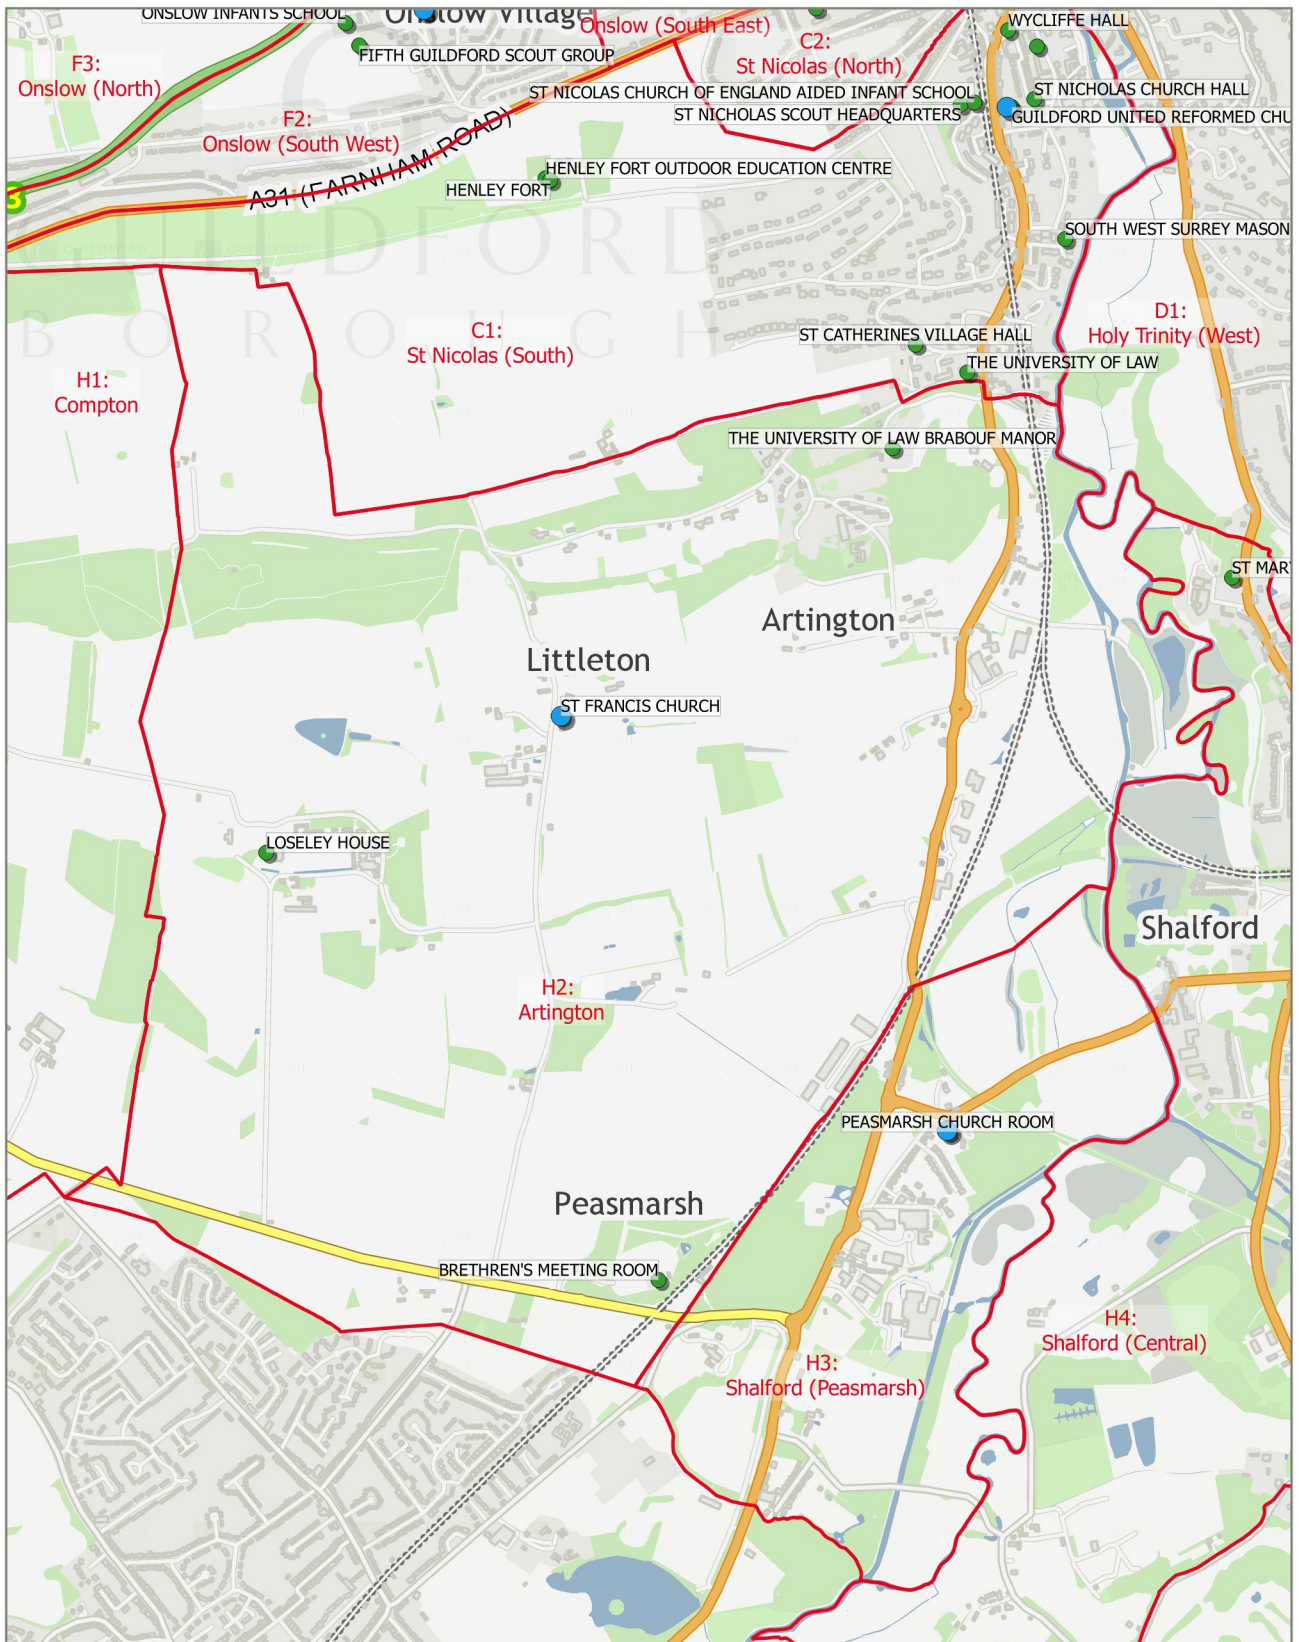 ONSLOW INFANTS SCHOOL
Onslow Village
Onslow (South East)
WYCLIFFE HALL
FIFTH GUILDFORD SCOUT GROUP
C2:
St Nicolas (North)
F3:
Onslow (North)
ST NICOLAS CHURCH OF ENGLAND AIDED INFANT SCHOOL
ST NICHOLAS CHURCH HALL
F2:
Onslow (South West)
A31 (FARNHAM ROAD)
ST NICHOLAS SCOUT HEADQUARTERS
GUILDFORD UNITED REFORMED CHU
HENLEY FORT OUTDOOR EDUCATION CENTRE
HENLEY FORT
3
GUILDFORD
BOROUGH
SOUTH WEST SURREY MASON
D1:
Holy Trinity (West)
C1:
St Nicolas (South)
ST CATHERINES VILLAGE HALL
THE UNIVERSITY OF LAW
H1:
Compton
THE UNIVERSITY OF LAW BRABOUF MANOR
ST MAR
Artington
Littleton
ST FRANCIS CHURCH
LOSELEY HOUSE
Shalford
H2:
Artington
PEASMARSH CHURCH ROOM
Peasmarsh
BRETHREN'S MEETING ROOM
H4:
Shalford (Central)
H3:
Shalford (Peasmarsh)